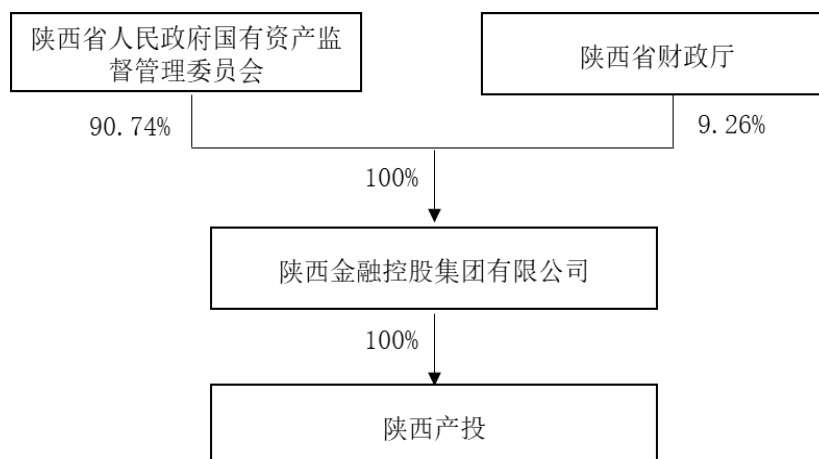 陕西省人民政府国有资产监
督管理委员会
陕西省财政厅
90.74%
9.26%
100%
陕西金融控股集团有限公司
100%
陕西产投